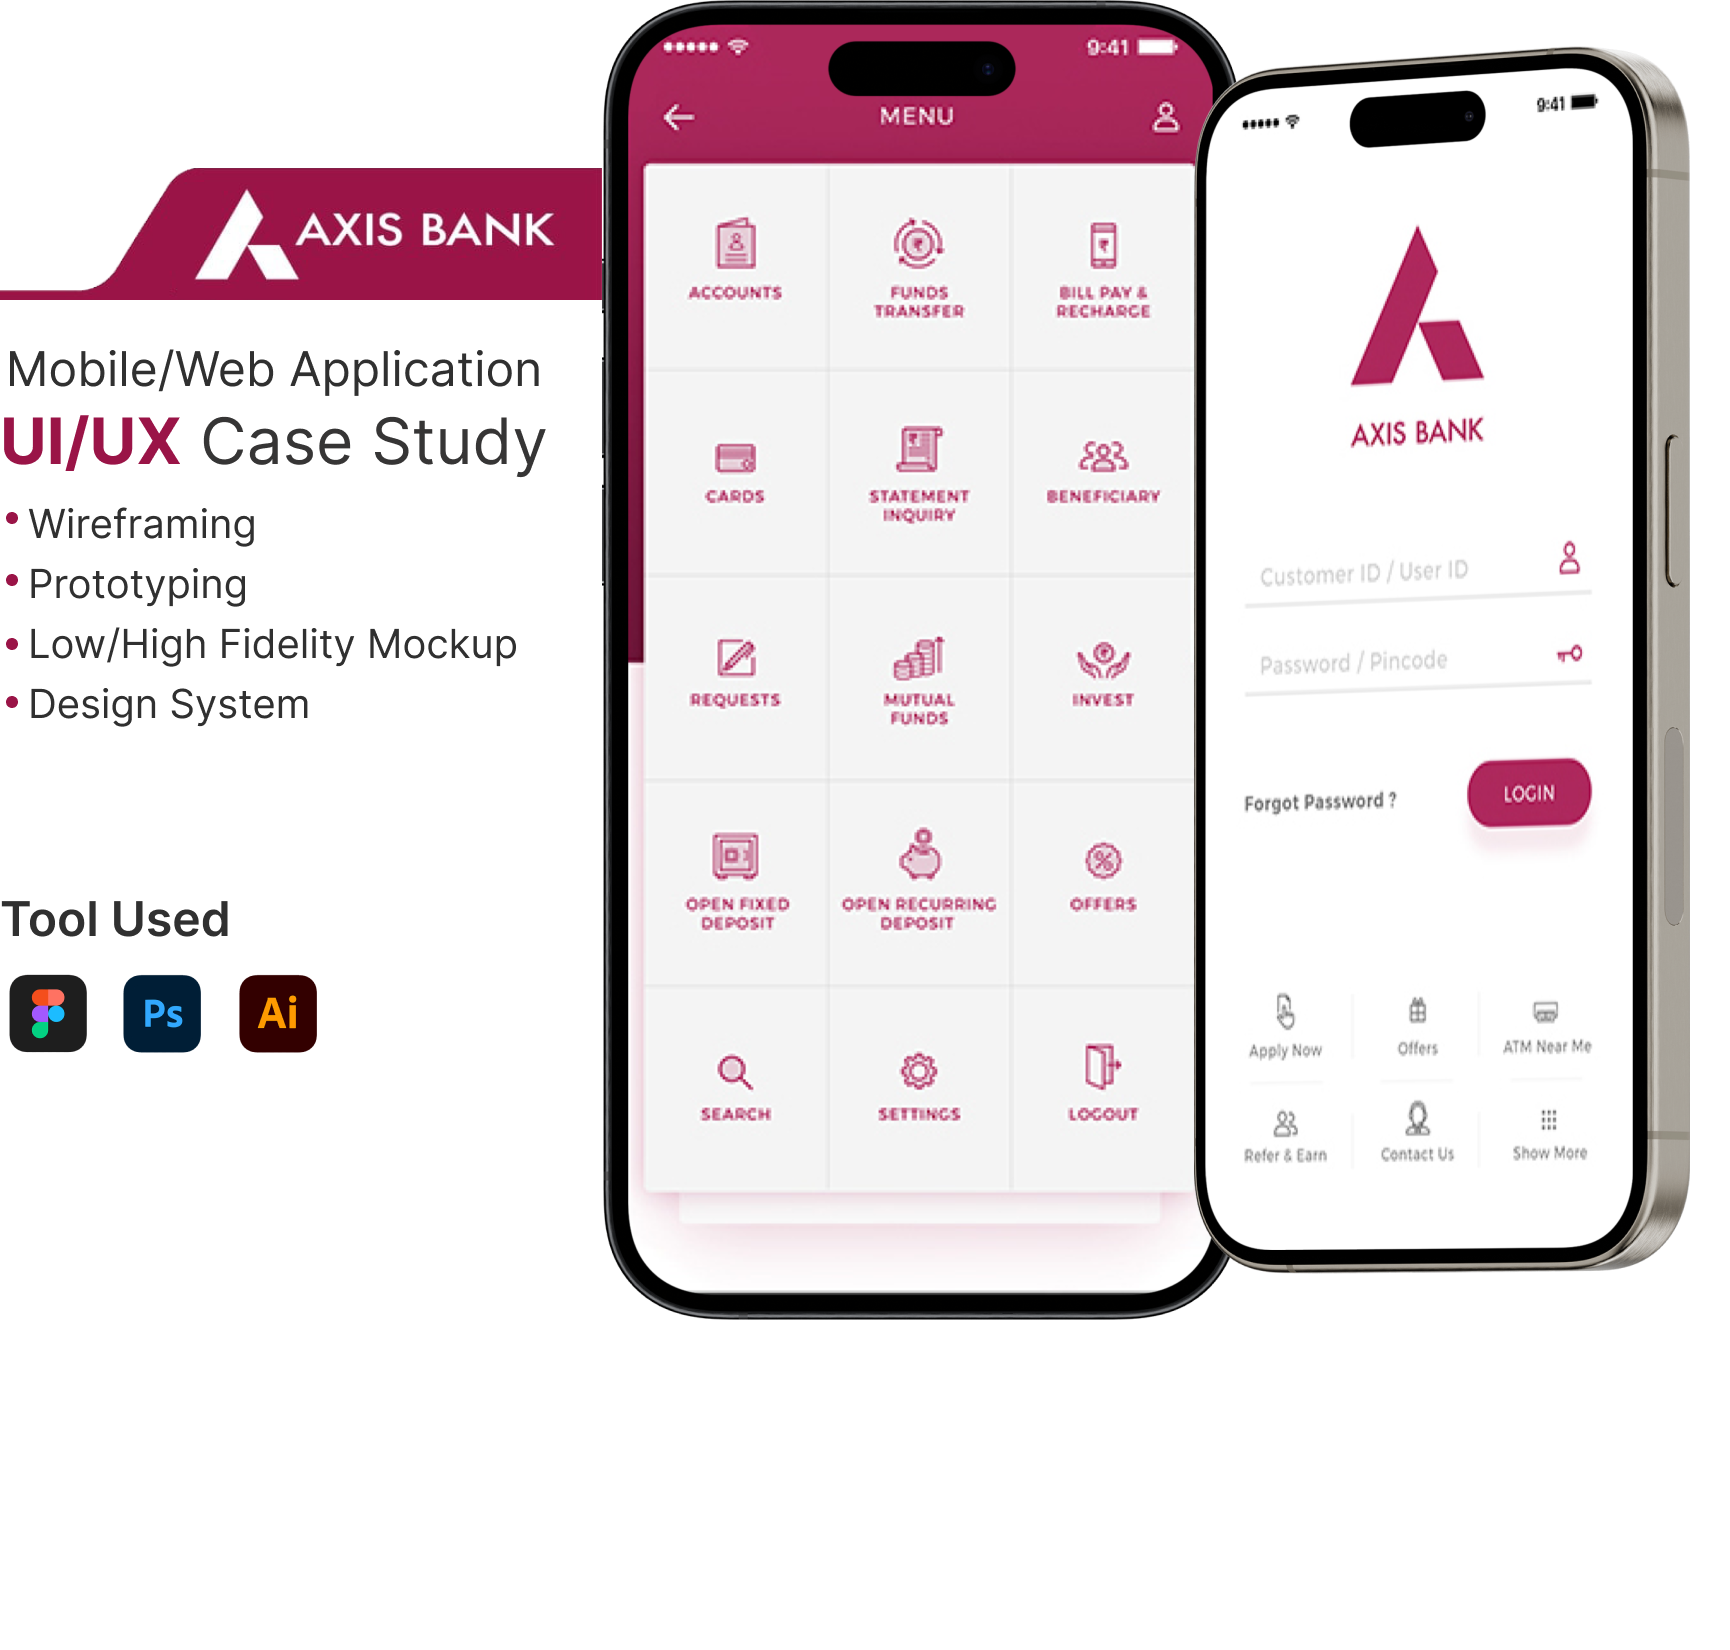 AXIS BANK
Mobile/Web Application
UI/UX Case Study
• Wireframing
• Prototyping
• Low/High Fidelity Mockup
• Design System
Tool Used
Ps
Ai
9:41
MENU
ACCOUNTS
FUNDS
TRANSFER
BILL PAY &
RECHARGE
CARDS
STATEMENT
INQUIRY
BENEFICIARY
REQUESTS
MUTUAL
FUNDS
INVEST
OPEN FIXED
DEPOSIT
OPEN RECURRING
DEPOSIT
OFFERS
SEARCH
SETTINGS
LOGOUT
9:41
AXIS BANK
Customer ID / User ID
Password / Pincode
Forgot Password ?
LOGIN
Apply Now
Offers
ATM Near Me
Refer & Earn
Contact Us
Show More